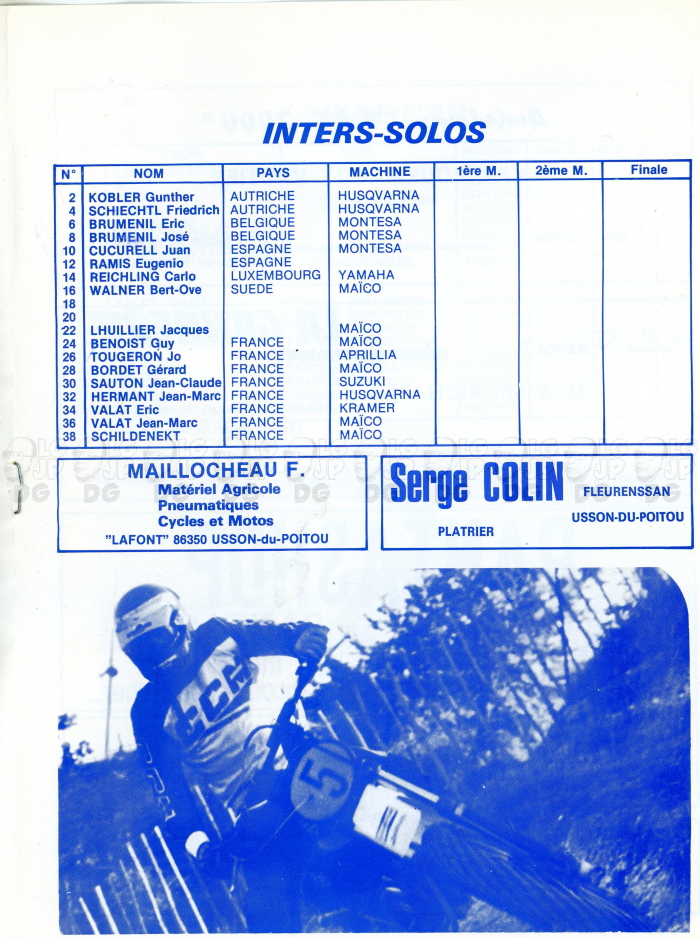 INTERS-SOLOS
N° NOM PAYS MACHINE 1ère M. 2ème M. Finale
2 KOBLER Gunther AUTRICHE HUSQVARNA
4 SCHIECHTL Friedrich AUTRICHE HUSQVARNA
6 BRUMENIL Eric BELGIQUE MONTESA
8 BRUMENIL José BELGIQUE MONTESA
10 CUCURELL Juan ESPAGNE MONTESA
12 RAMIS Eugenio ESPAGNE
14 REICHLING Carlo LUXEMBOURG YAMAHA
16 WALNER Bert-Ove SUEDE MAÏCO
18
20
22 LHUILLIER Jacques MAÏCO
24 BENOIST Guy FRANCE MAÏCO
26 TOUGERON Jo FRANCE APRILLIA
28 BORDET Gérard FRANCE MAÏCO
30 SAUTON Jean-Claude FRANCE SUZUKI
32 HERMANT Jean-Marc FRANCE HUSQVARNA
34 VALAT Eric FRANCE KRAMER
36 VALAT Jean-Marc FRANCE MAÏCO
38 SCHILDENEKT FRANCE MAÏCO
MAILLOCHEAU F.
Matériel Agricole
Pneumatiques
Cycles et Motos
"LAFONT" 86350 USSON-du-POITOU
Serge COLIN FLEURENSSAN
USSON-DU-POITOU
PLATRIER
CCM
5